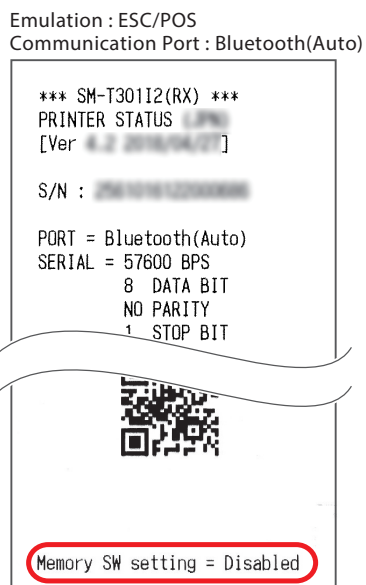 Emulation : ESC/POS
Communication Port : Bluetooth(Auto)
*** SM-T301I2(RX) ***
PRINTER STATUS
[Ver ]
S/N :
PORT = Bluetooth(Auto)
SERIAL = 57600 BPS
8 DATA BIT
NO PARITY
1 STOP BIT
Memory SW setting = Disabled